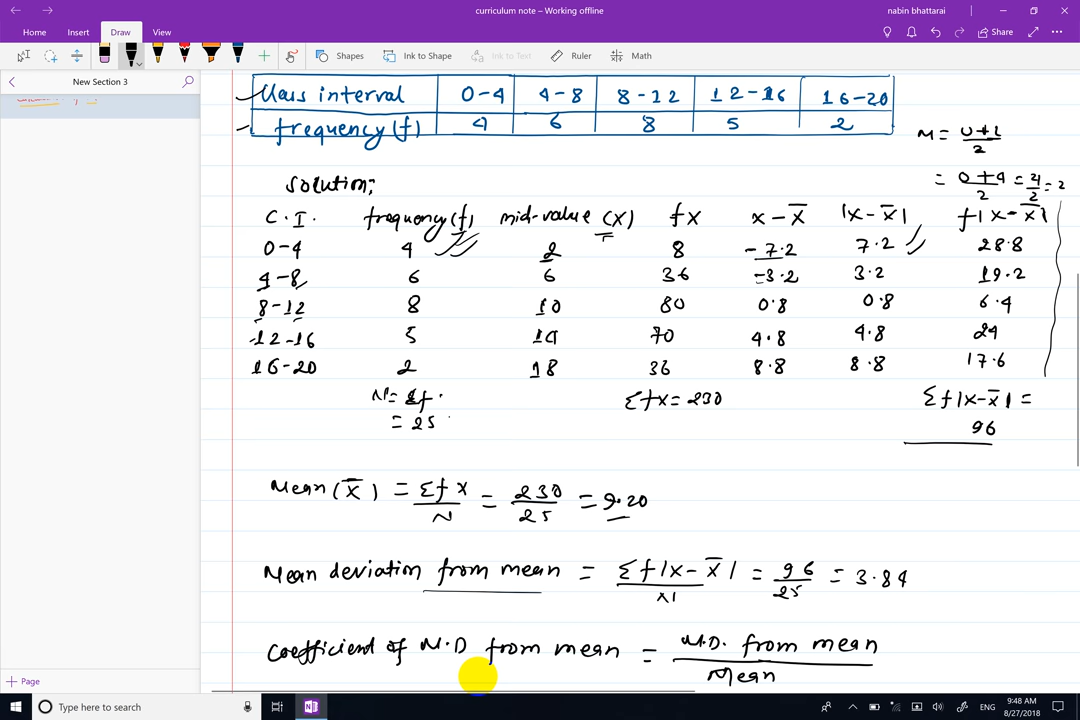 curriculum note – Working offline
nabin bhattarai
Home Insert Draw View
Share
Shapes Ink to Shape Ink to Text Ruler Math
New Section 3
Class interval 0-4 4-8 8-12 12-16 16-20
frequency(f) 4 6 8 5 2
M = (U+L)/2
= (0+4)/2 = 4/2 = 2
Solution;
C.I. frequency(f) mid-value (X) fX X-X̄ |X-X̄| f|X-X̄|
0-4 4 2 8 -7.2 7.2 28.8
4-8 6 6 36 -3.2 3.2 19.2
8-12 8 10 80 0.8 0.8 6.4
12-16 5 14 70 4.8 4.8 24
16-20 2 18 36 8.8 8.8 17.6
N = Σf Σfx = 230 Σf|X-X̄| =
= 25 96
Mean (X̄) = ΣfX/N = 230/25 = 9.20
Mean deviation from mean = Σf|X-X̄|/N = 96/25 = 3.84
coefficient of M.D from mean = M.D. from mean/Mean
Page
Type here to search
9:48 AM
8/27/2018